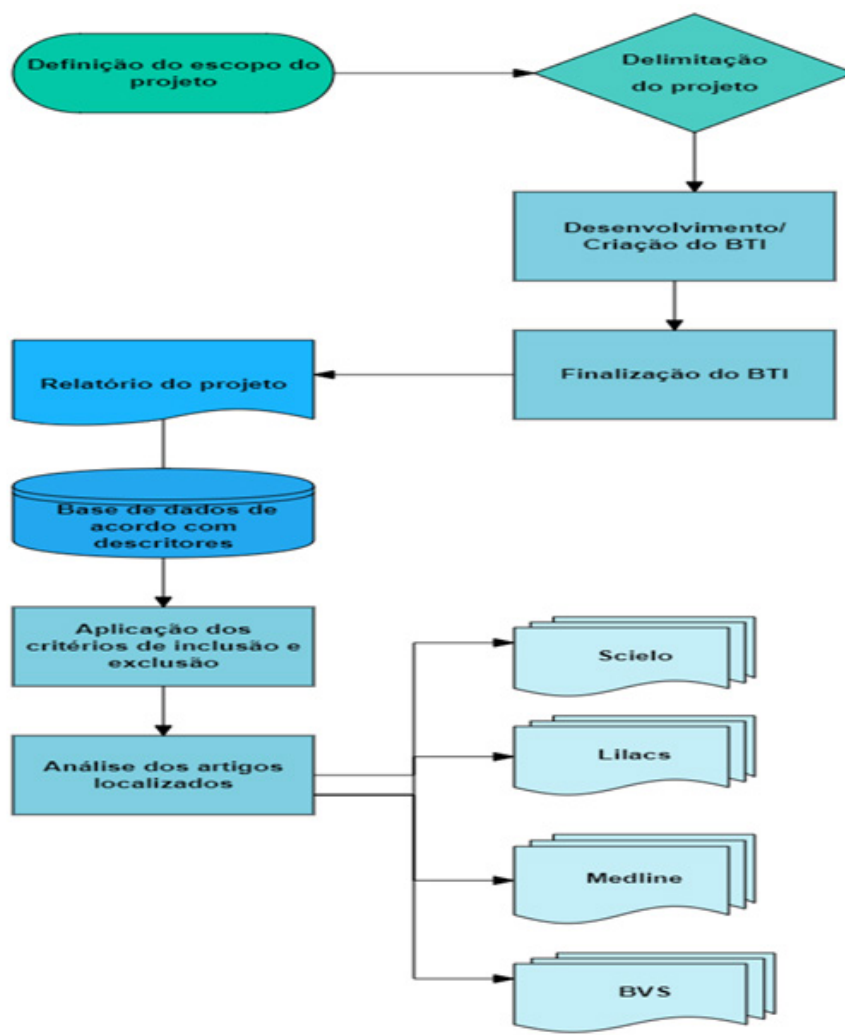 Definição do escopo do
projeto
Delimitação
do projeto
Desenvolvimento/
Criação do BTI
Finalização do BTI
Relatório do projeto
Base de dados de
acordo com
descritores
Aplicação dos
critérios de inclusão e
exclusão
Análise dos artigos
localizados
Scielo
Lilacs
Medline
BVS